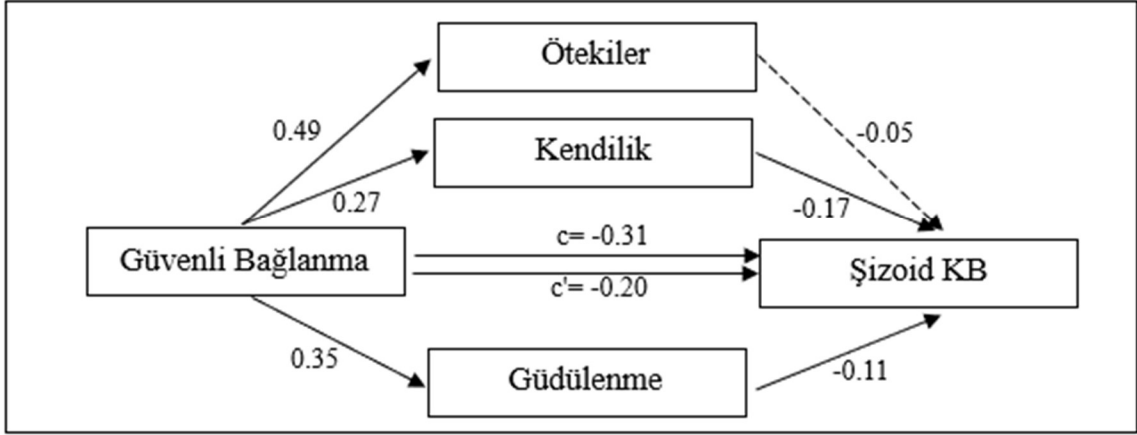 Ötekiler
0.49
-0.05
Kendilik
0.27
-0.17
Güvenli Bağlanma
c= -0.31
c'= -0.20
Şizoid KB
0.35
Güdülenme
-0.11